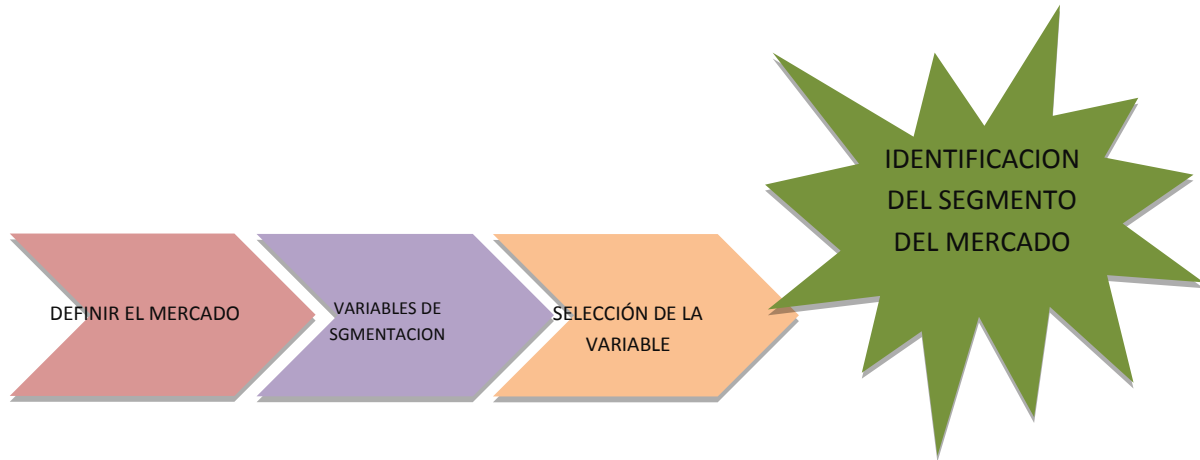 DEFINIR EL MERCADO
VARIABLES DE
SGMENTACION
SELECCIÓN DE LA
VARIABLE
IDENTIFICACION
DEL SEGMENTO
DEL MERCADO